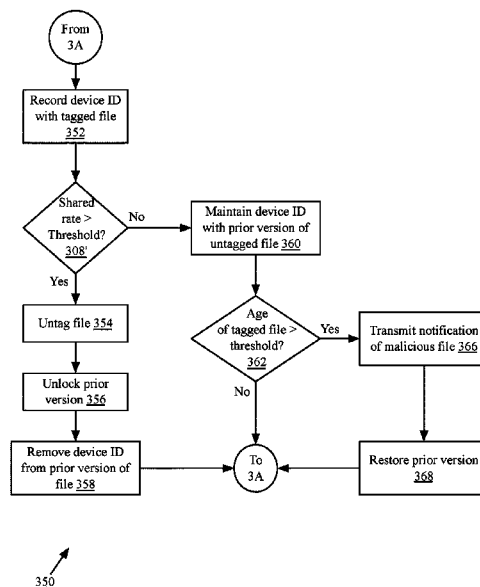 From
3A
Record device ID
with tagged file
352
Shared
rate >
Threshold?
308'
No
Yes
Maintain device ID
with prior version of
untagged file 360
Untag file 354
Age
of tagged file >
threshold?
362
Yes
No
Transmit notification
of malicious file 366
Unlock prior
version 356
Remove device ID
from prior version of
file 358
To
3A
Restore prior version
368
350